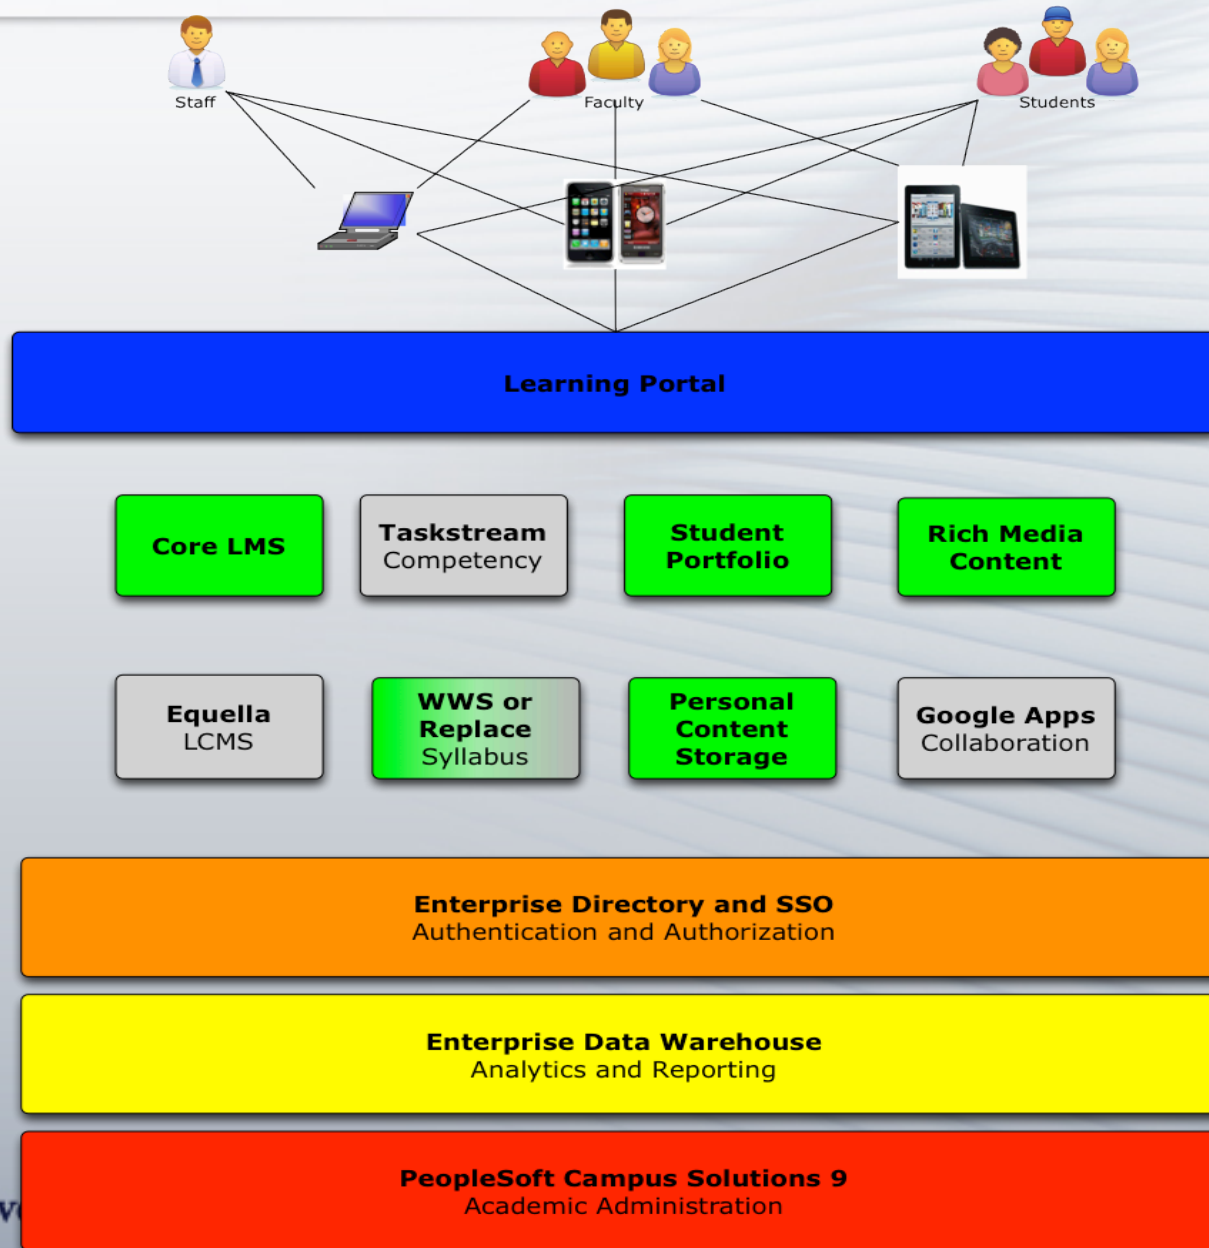 Staff
Faculty
Students
Learning Portal
Core LMS
Taskstream
Competency
Student
Portfolio
Rich Media
Content
Equella
LCMS
WWS or
Replace
Syllabus
Personal
Content
Storage
Google Apps
Collaboration
Enterprise Directory and SSO
Authentication and Authorization
Enterprise Data Warehouse
Analytics and Reporting
PeopleSoft Campus Solutions 9
Academic Administration